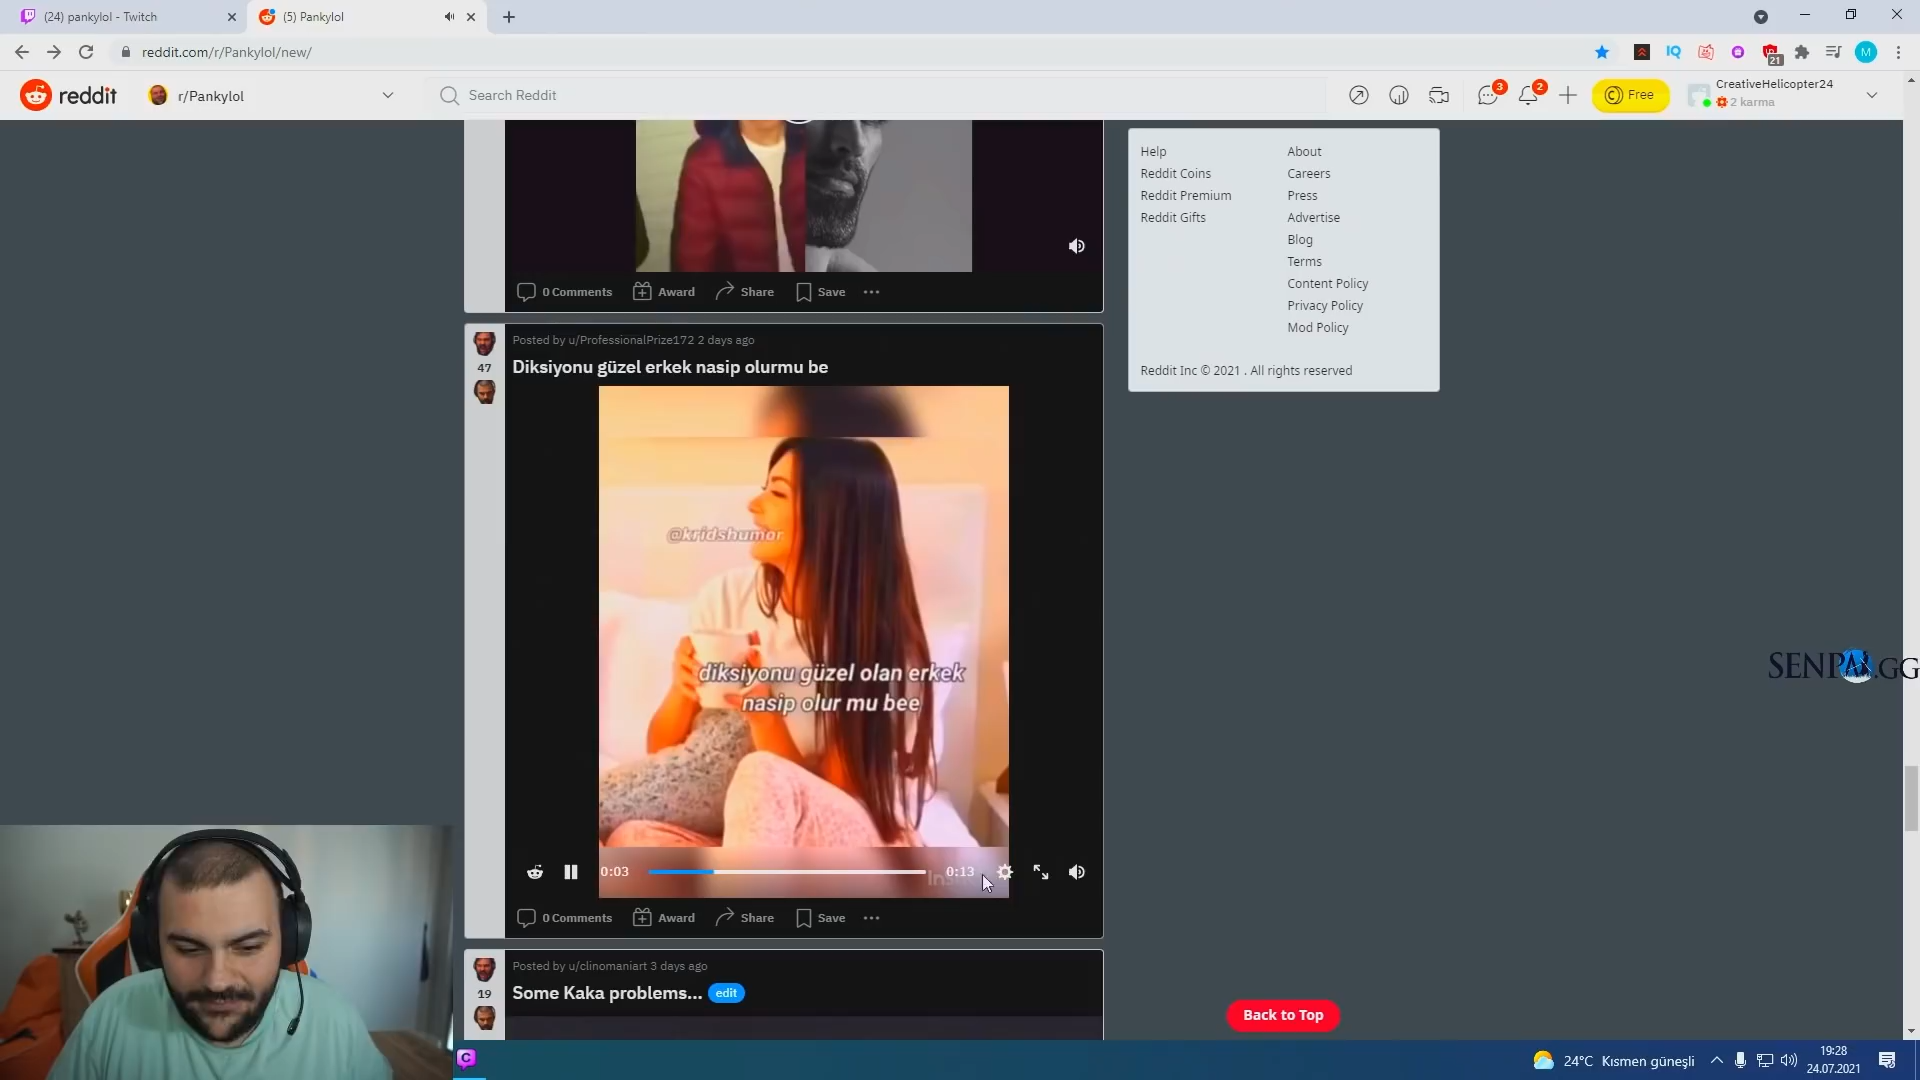 (24) pankylol - Twitch
(5) Pankylol
reddit.com/r/Pankylol/new/
IQ
21
M
reddit
r/Pankylol
Search Reddit
3
2
Free
CreativeHelicopter24
2 karma
Help
About
Reddit Coins
Careers
Reddit Premium
Press
Reddit Gifts
Advertise
Blog
Terms
Content Policy
Privacy Policy
Mod Policy
Reddit Inc © 2021 . All rights reserved
0 Comments
Award
Share
Save
Posted by u/ProfessionalPrize172 2 days ago
47
Diksiyonu güzel erkek nasip olurmu be
@kridshumor
diksiyonu güzel olan erkek
nasip olur mu bee
0:03
0:13
0 Comments
Award
Share
Save
SENPAI.GG
Posted by u/clinomaniart 3 days ago
19
Some Kaka problems...
edit
Back to Top
24°C Kısmen güneşli
19:28
24.07.2021